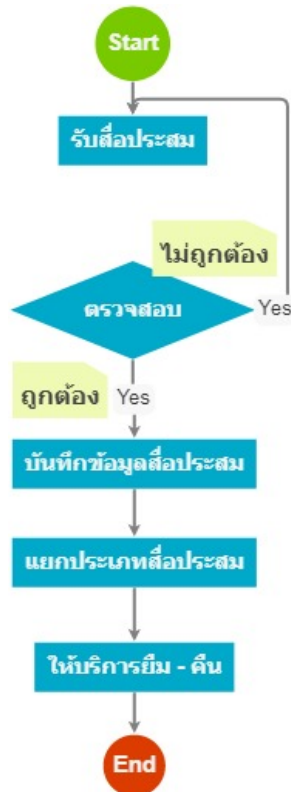 Start
รับสื่อประสม
ไม่ถูกต้อง
ตรวจสอบ
Yes
ถูกต้อง
Yes
บันทึกข้อมูลสื่อประสม
แยกประเภทสื่อประสม
ให้บริการยืม - คืน
End